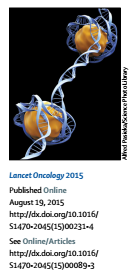 Alfred Pasieka/Science Photo Library
Lancet Oncology 2015
Published Online
August 19, 2015
http://dx.doi.org/10.1016/
S1470-2045(15)00231-4
See Online/Articles
http://dx.doi.org/10.1016/
S1470-2045(15)00089-3